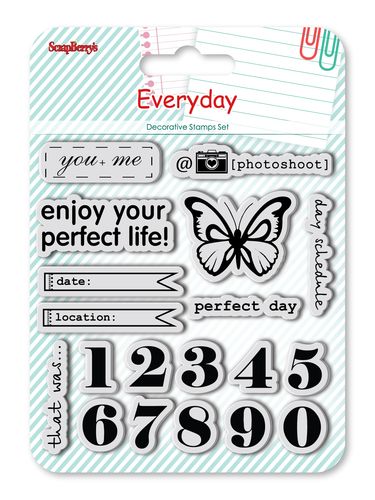 ScrapBerry's
Everyday
Decorative Stamps Set
you + me
@ [photoshoot]
enjoy your
perfect life!
day schedule
date:
location:
perfect day
that was...
1 2 3 4 5
6 7 8 9 0